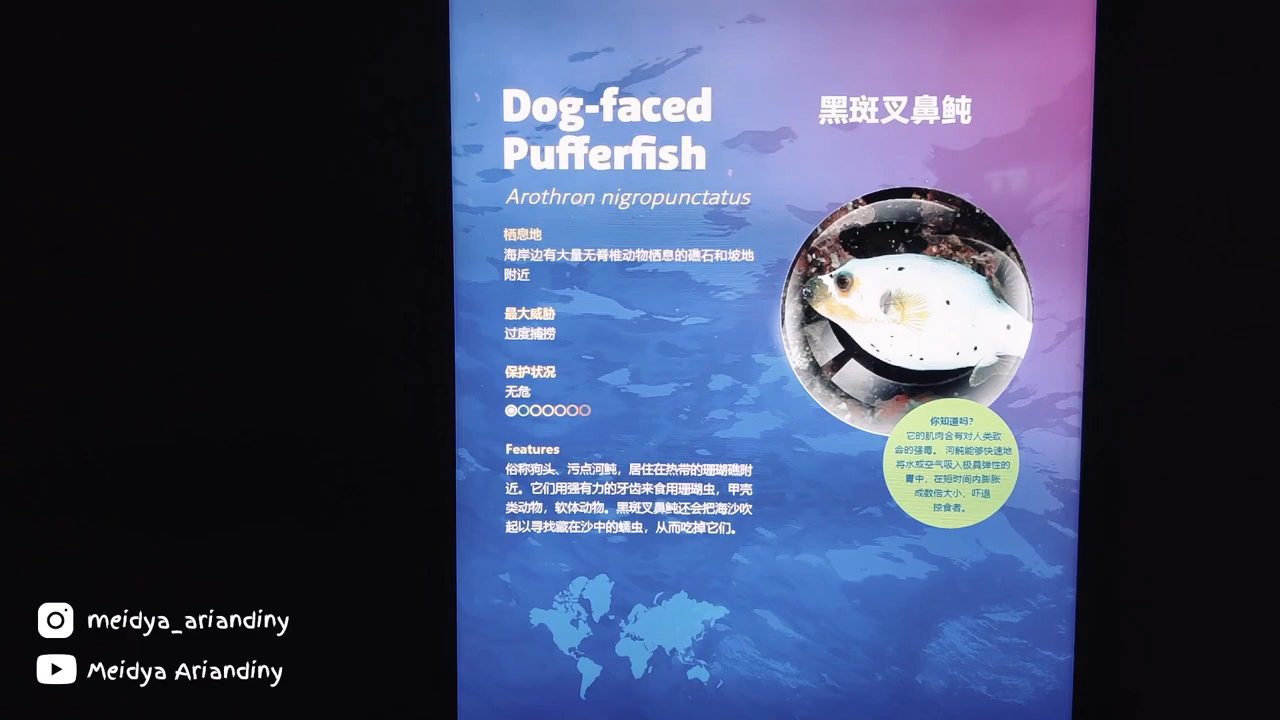 Dog-faced
Pufferfish
黑斑叉鼻鲀
Arothron nigropunctatus
栖息地
海岸边有大量无脊椎动物栖息的礁石和坡地
附近
最大威胁
过度捕捞
保护状况
无危
Features
俗称狗头、污点河鲀，居住在热带的珊瑚礁附
近。它们用强有力的牙齿来食用珊瑚虫，甲壳
类动物，软体动物。黑斑叉鼻鲀还会把海沙吹
起以寻找藏在沙中的蠕虫，从而吃掉它们。
你知道吗?
它的肌肉含有对人类致
命的强毒。 河鲀能够快速地
将水或空气吸入极具弹性的
胃中，在短时间内膨胀
成数倍大小，吓退
掠食者。
meidya_ariandiny
Meidya Ariandiny